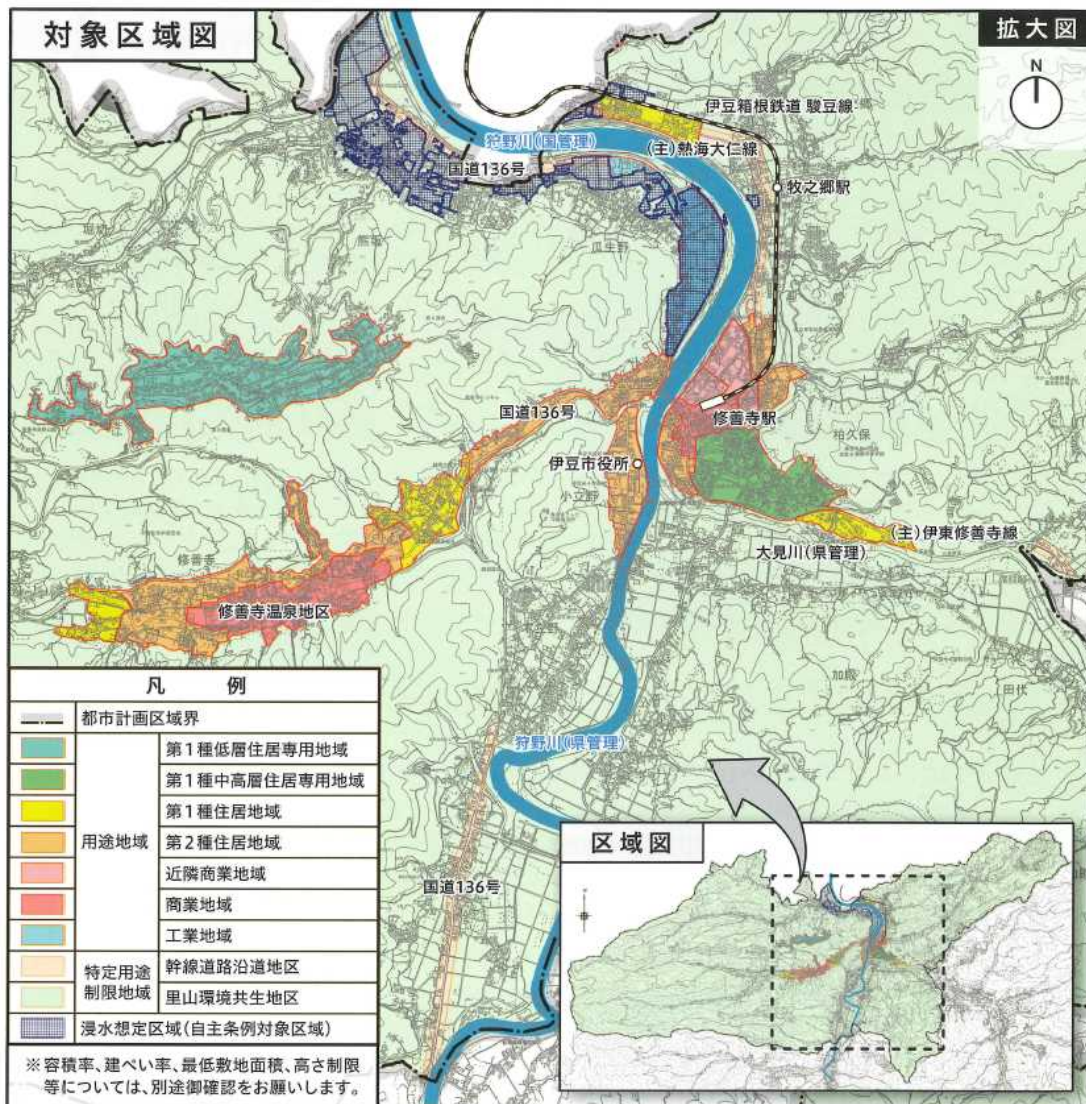 対象区域図
拡大図
N
伊豆箱根鉄道 駿豆線
狩野川(国管理)
(主)熱海大仁線
国道136号
牧之郷駅
堀切
熊坂
瓜生野
国道136号
修善寺駅
柏久保
伊豆市役所
小立野
(主)伊東修善寺線
大見川(県管理)
修善寺
修善寺温泉地区
加殿
田代
狩野川(県管理)
国道136号
凡例
都市計画区域界
用途地域
第1種低層住居専用地域
第1種中高層住居専用地域
第1種住居地域
第2種住居地域
近隣商業地域
商業地域
工業地域
特定用途
制限地域
幹線道路沿道地区
里山環境共生地区
浸水想定区域(自主条例対象区域)
※容積率、建ぺい率、最低敷地面積、高さ制限
等については、別途御確認をお願いします。
区域図